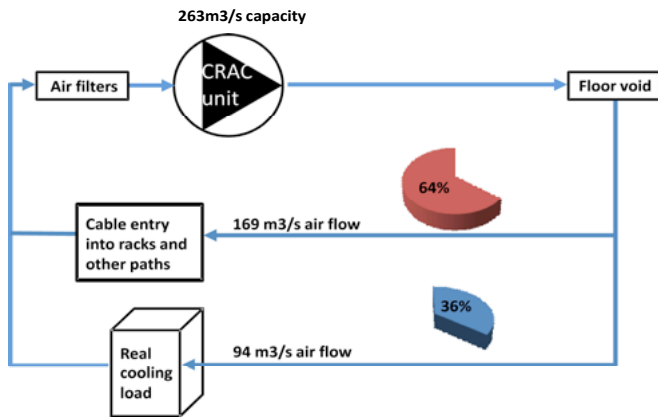 263m3/s capacity
CRAC
unit
Air filters
Floor void
64%
Cable entry
into racks and
other paths
169 m3/s air flow
36%
Real
cooling
load
94 m3/s air flow